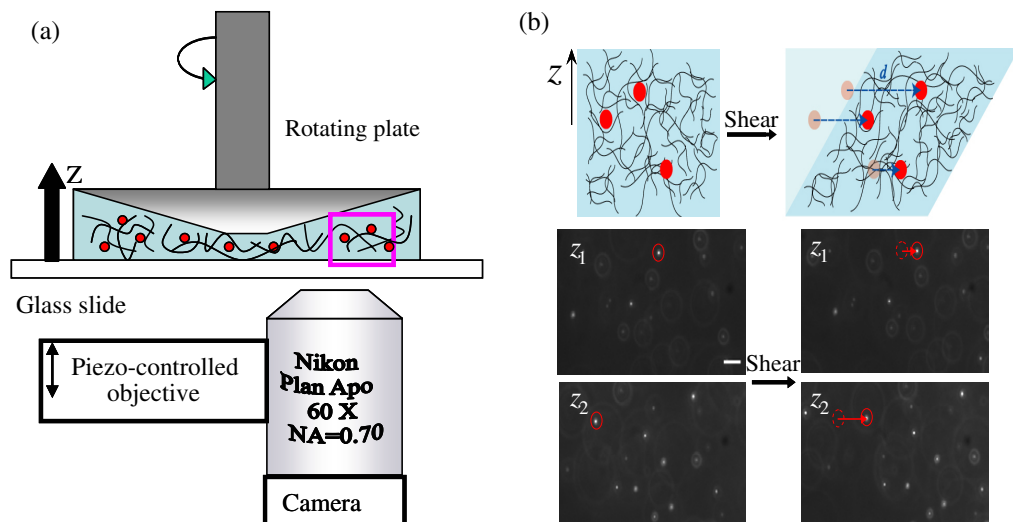 (a)
Rotating plate
z
Glass slide
Piezo-controlled
objective
Nikon
Plan Apo
60 X
NA=0.70
Camera
(b)
z
Shear
d
z1
z1
Shear
z2
z2